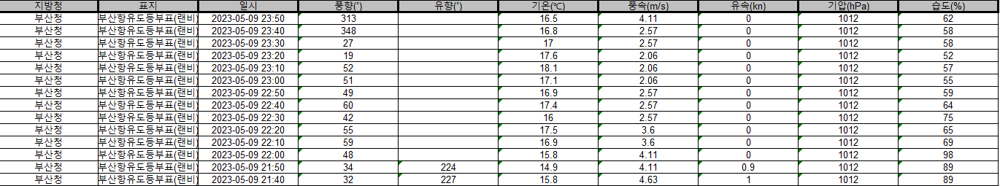 지방청 표지 일시 풍향(˚) 유향(˚) 기온(℃) 풍속(m/s) 유속(kn) 기압(hPa) 습도(%)
부산청 부산항유도등부표(랜비) 2023-05-09 23:50 313 16.5 4.11 0 1012 62
부산청 부산항유도등부표(랜비) 2023-05-09 23:40 348 16.8 2.57 0 1012 58
부산청 부산항유도등부표(랜비) 2023-05-09 23:30 27 17 2.57 0 1012 58
부산청 부산항유도등부표(랜비) 2023-05-09 23:20 19 17.6 2.06 0 1012 52
부산청 부산항유도등부표(랜비) 2023-05-09 23:10 52 18.1 2.06 0 1012 57
부산청 부산항유도등부표(랜비) 2023-05-09 23:00 51 17.1 2.06 0 1012 55
부산청 부산항유도등부표(랜비) 2023-05-09 22:50 49 16.9 2.57 0 1012 59
부산청 부산항유도등부표(랜비) 2023-05-09 22:40 60 17.4 2.57 0 1012 64
부산청 부산항유도등부표(랜비) 2023-05-09 22:30 42 16 2.57 0 1012 75
부산청 부산항유도등부표(랜비) 2023-05-09 22:20 55 17.5 3.6 0 1012 65
부산청 부산항유도등부표(랜비) 2023-05-09 22:10 59 16.9 3.6 0 1012 69
부산청 부산항유도등부표(랜비) 2023-05-09 22:00 48 15.8 4.11 0 1012 98
부산청 부산항유도등부표(랜비) 2023-05-09 21:50 34 224 14.9 4.11 0.9 1012 89
부산청 부산항유도등부표(랜비) 2023-05-09 21:40 32 227 15.8 4.63 1 1012 89